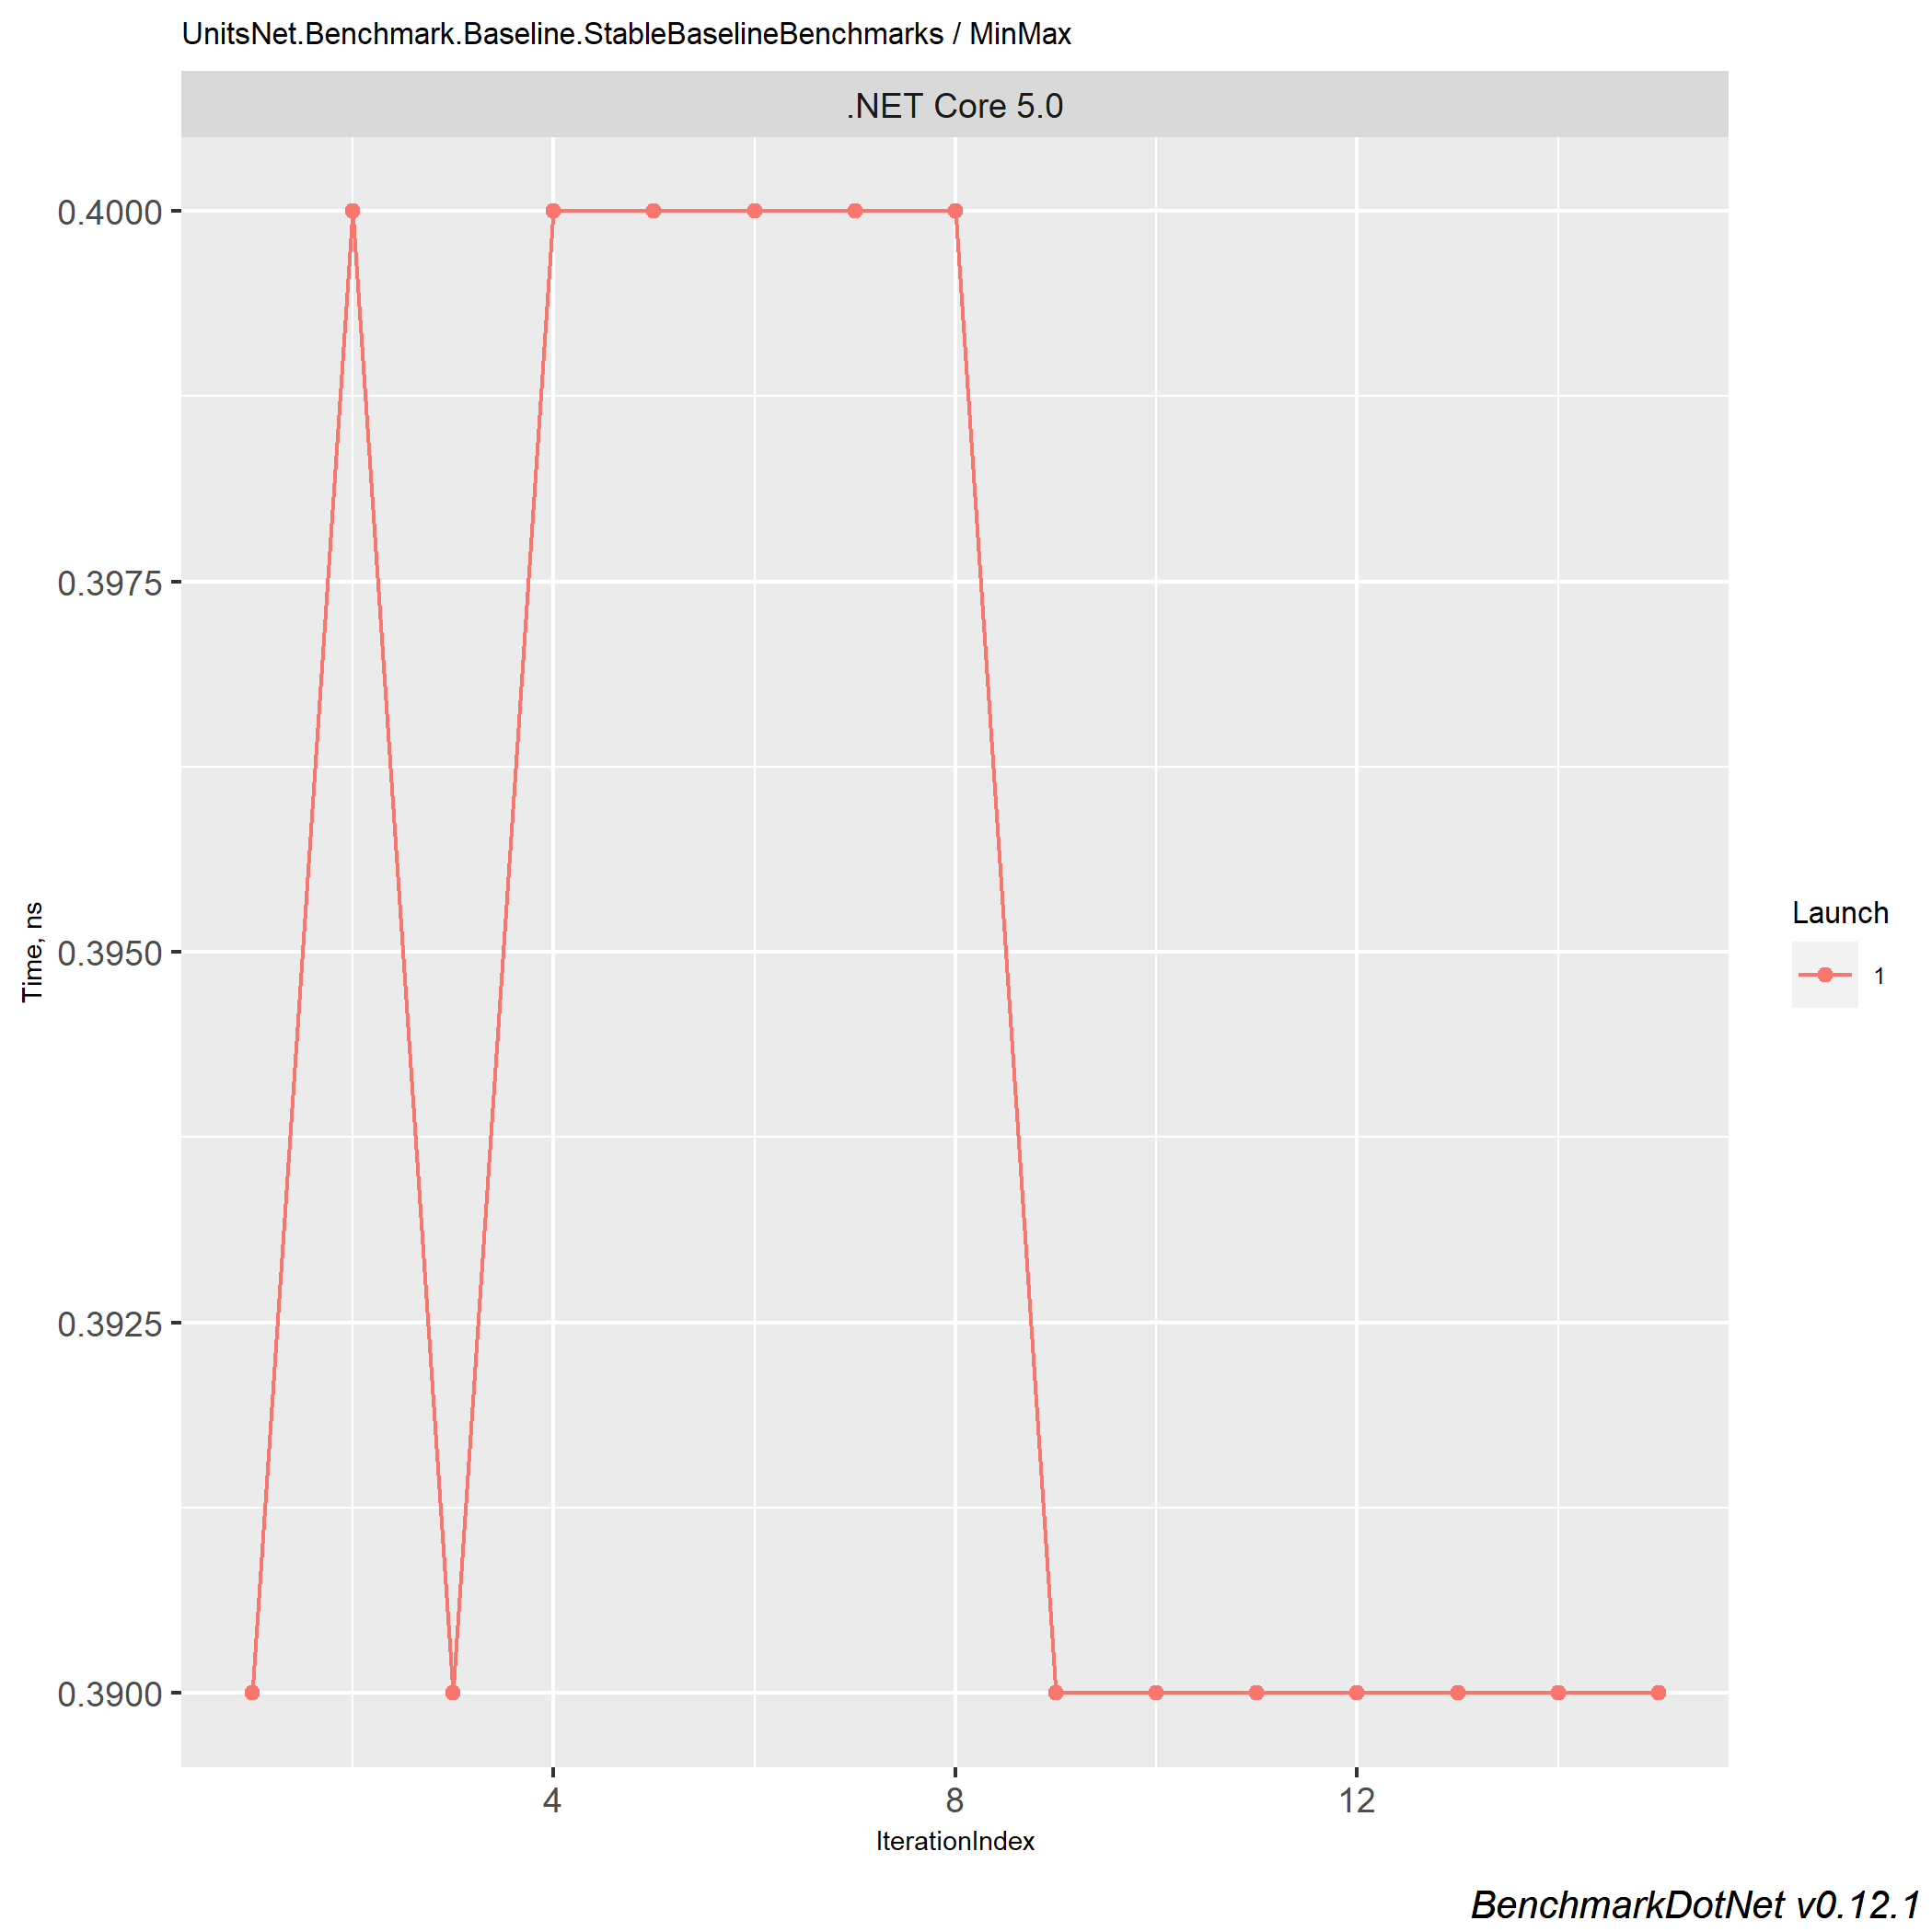 UnitsNet.Benchmark.Baseline.StableBaselineBenchmarks / MinMax
.NET Core 5.0
0.4000
0.3975
0.3950
0.3925
0.3900
Time, ns
4 8 12
IterationIndex
Launch
1
BenchmarkDotNet v0.12.1